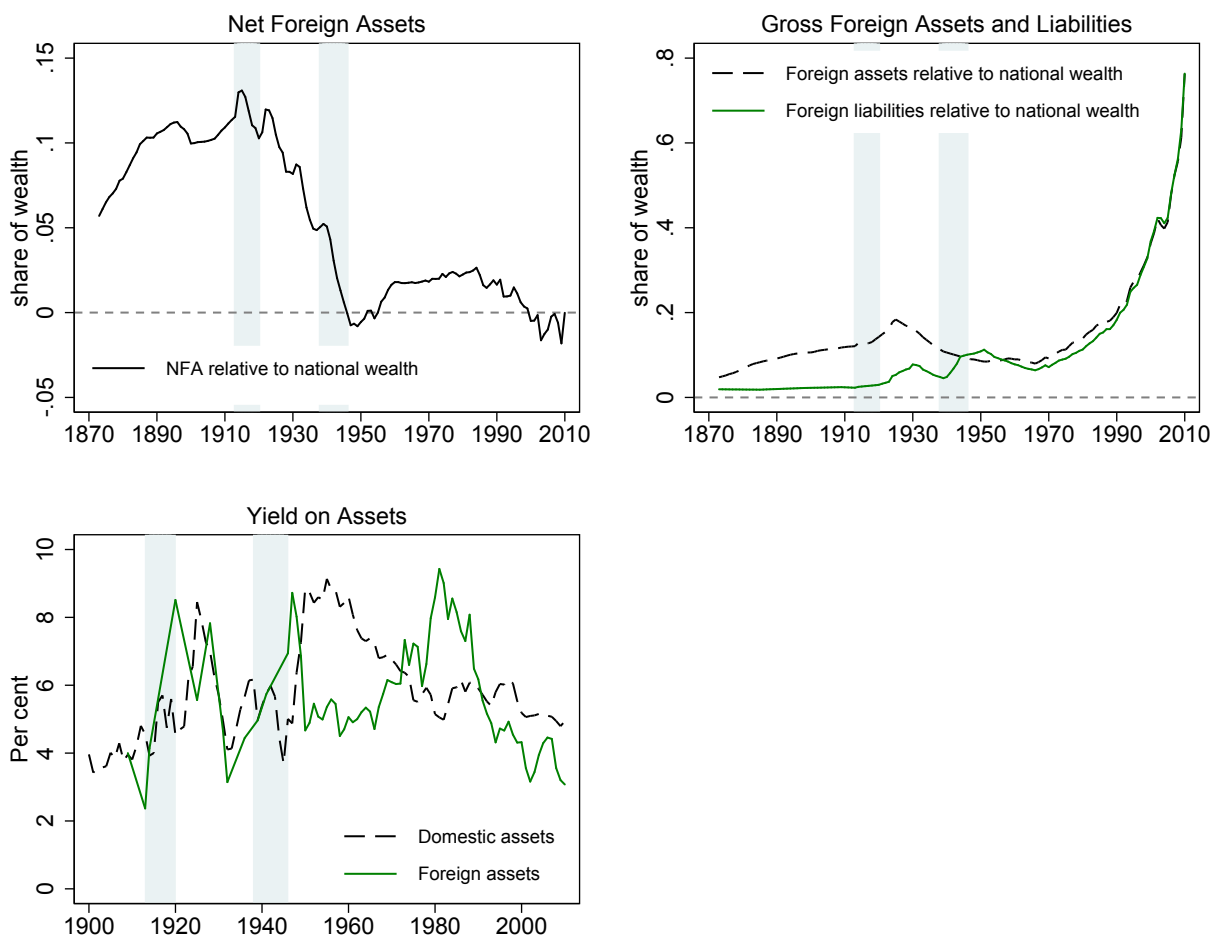 Net Foreign Assets
share of wealth
.15
.1
.05
0
-.05
NFA relative to national wealth
1870 1890 1910 1930 1950 1970 1990 2010
Gross Foreign Assets and Liabilities
share of wealth
.8
.6
.4
.2
0
Foreign assets relative to national wealth
Foreign liabilities relative to national wealth
1870 1890 1910 1930 1950 1970 1990 2010
Yield on Assets
Per cent
10
8
6
4
2
0
Domestic assets
Foreign assets
1900 1920 1940 1960 1980 2000